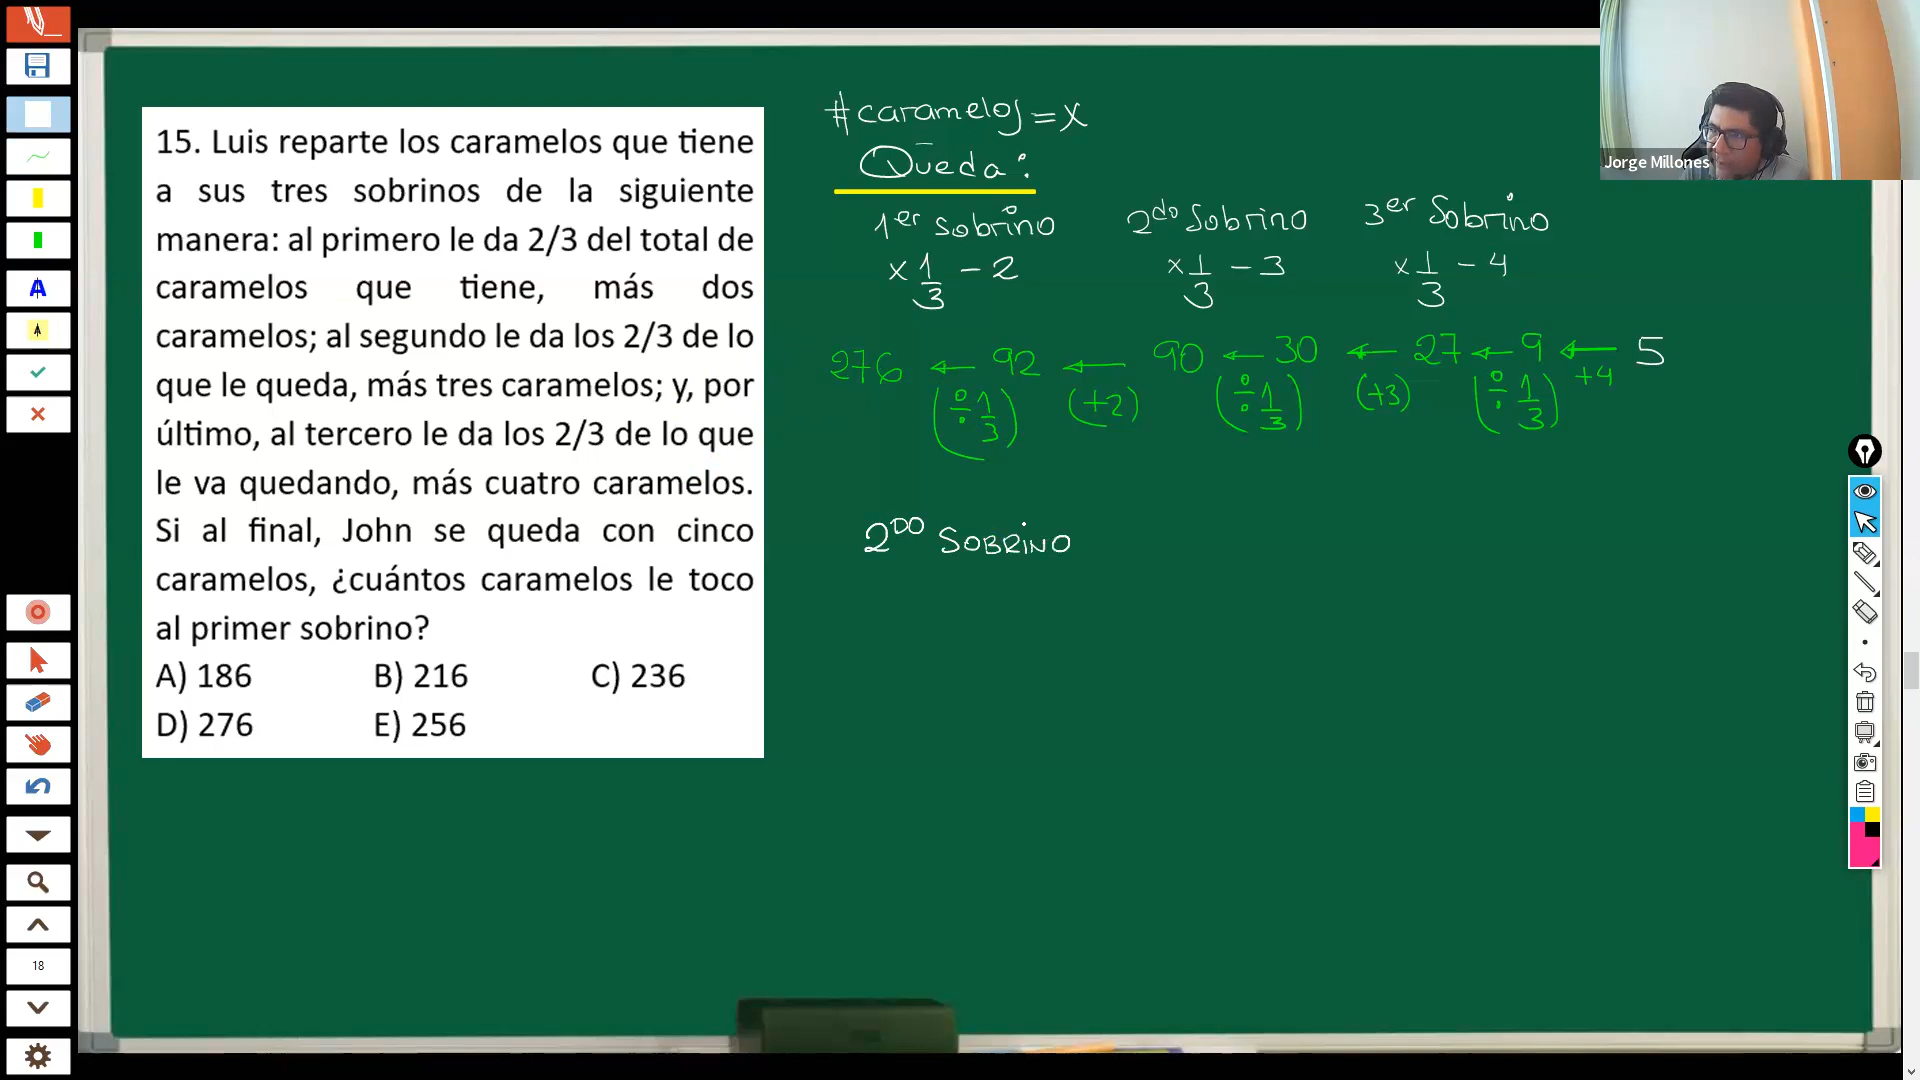 15. Luis reparte los caramelos que tiene
a sus tres sobrinos de la siguiente
manera: al primero le da 2/3 del total de
caramelos que tiene, más dos
caramelos; al segundo le da los 2/3 de lo
que le queda, más tres caramelos; y, por
último, al tercero le da los 2/3 de lo que
le va quedando, más cuatro caramelos.
Si al final, John se queda con cinco
caramelos, ¿cuántos caramelos le toco
al primer sobrino?
A) 186 B) 216 C) 236
D) 276 E) 256
#caramelos = x
Queda:
1er sobrino 2do Sobrino 3er Sobrino
x 1/3 - 2 x 1/3 - 3 x 1/3 - 4
276 ← 92 ← 90 ← 30 ← 27 ← 9 ← 5
(÷ 1/3) (+2) (÷ 1/3) (+3) (÷ 1/3) +4
2DO SOBRINO
Jorge Millones
18